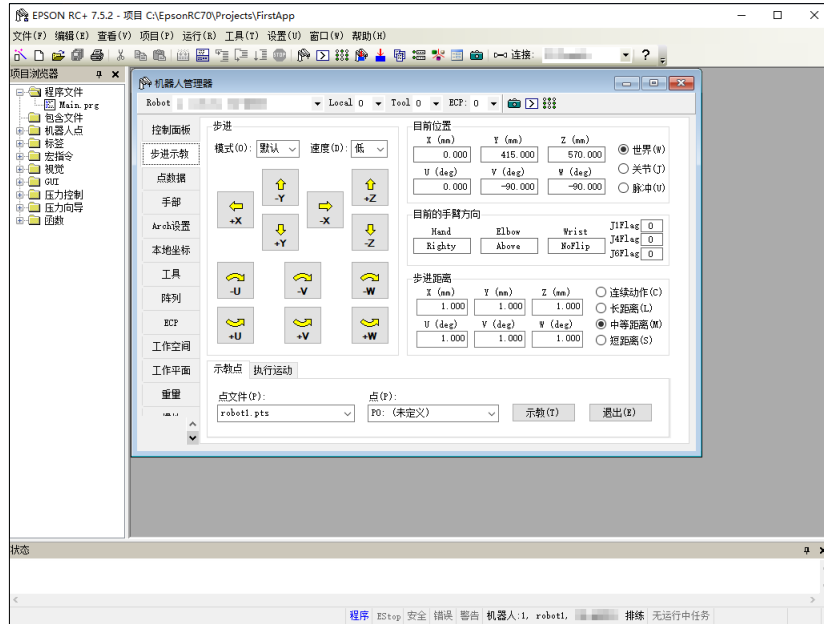 EPSON RC+ 7.5.2 - 项目 C:\EpsonRC70\Projects\FirstApp
文件(F) 编辑(E) 查看(V) 项目(P) 运行(R) 工具(T) 设置(U) 窗口(W) 帮助(H)
连接: ?
项目浏览器
程序文件
Main.prg
包含文件
机器人点
标签
宏指令
视觉
GUI
压力控制
压力向导
函数
机器人管理器
Robot Local 0 Tool 0 ECP: 0
控制面板
步进示教
点数据
手部
Arch设置
本地坐标
工具
阵列
ECP
工作空间
工作平面
重量
步进
模式(O): 默认 速度(D): 低
-Y +Z
+X -X
+Y -Z
-U -V -W
+U +V +W
目前位置
X (mm) Y (mm) Z (mm)
0.000 415.000 570.000
U (deg) V (deg) W (deg)
0.000 -90.000 -90.000
世界(W)
关节(J)
脉冲(U)
目前的手臂方向
Hand Elbow Wrist
Righty Above NoFlip
J1Flag 0
J4Flag 0
J6Flag 0
步进距离
X (mm) Y (mm) Z (mm)
1.000 1.000 1.000
U (deg) V (deg) W (deg)
1.000 1.000 1.000
连续动作(C)
长距离(L)
中等距离(M)
短距离(S)
示教点 执行运动
点文件(P): 点(P):
robot1.pts P0: (未定义) 示教(T) 退出(E)
状态
程序 EStop 安全 错误 警告 机器人:1, robot1, 排练 无运行中任务